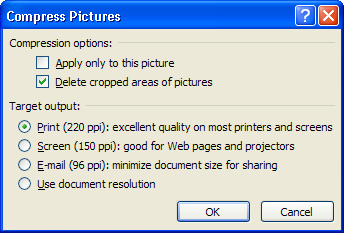 Compress Pictures
?
Compression options:
Apply only to this picture
Delete cropped areas of pictures
Target output:
Print (220 ppi): excellent quality on most printers and screens
Screen (150 ppi): good for Web pages and projectors
E-mail (96 ppi): minimize document size for sharing
Use document resolution
OK Cancel